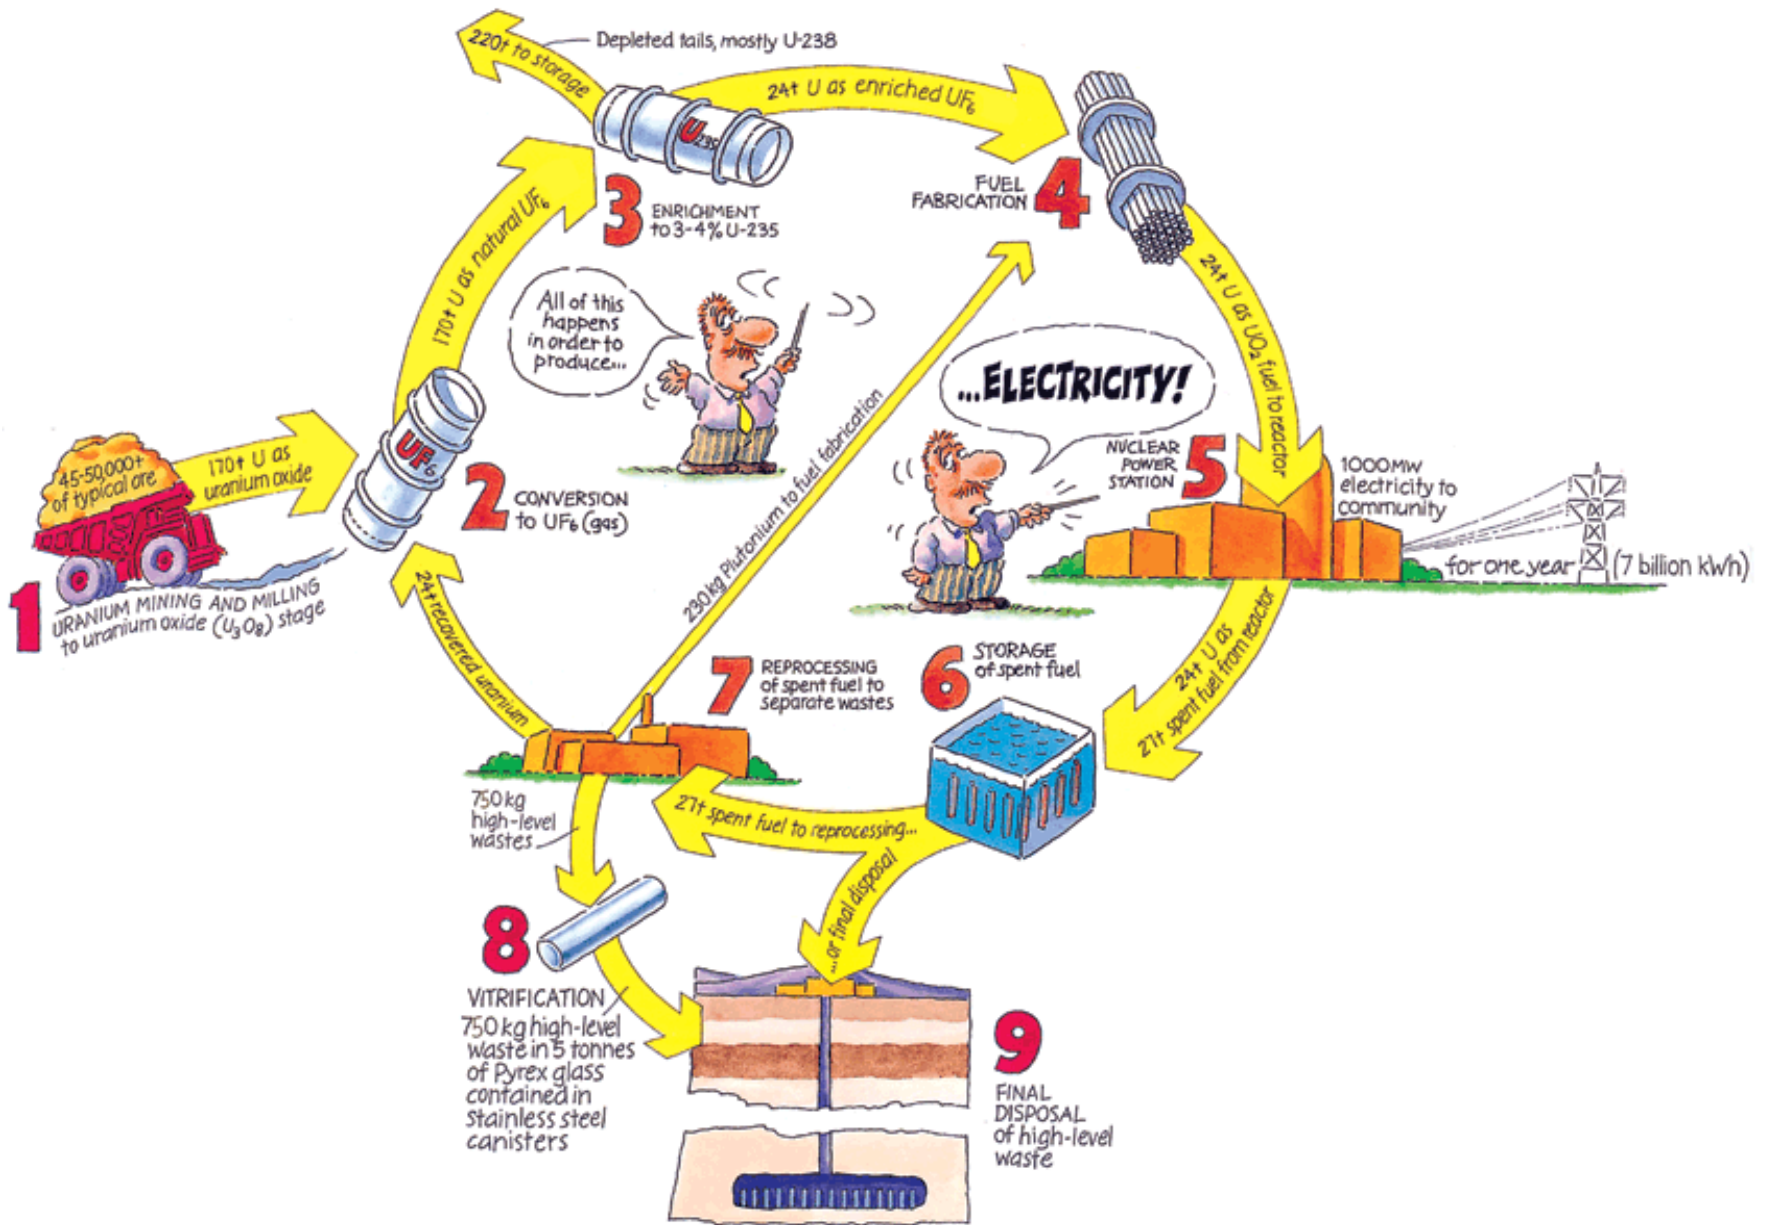 220t to storage
Depleted tails, mostly U-238
24t U as enriched UF₆
U235
3
ENRICHMENT
to 3-4% U-235
FUEL
FABRICATION
4
170t U as natural UF₆
24t U as UO₂ fuel to reactor
All of this
happens
in order to
produce...
...ELECTRICITY!
45-50,000t
of typical ore
170t U as
uranium oxide
UF₆
2
CONVERSION
to UF₆ (gas)
1
URANIUM MINING AND MILLING
to uranium oxide (U₃O₈) stage
230kg Plutonium to fuel fabrication
NUCLEAR
POWER
STATION
5
1000MW
electricity to
community
for one year
(7 billion kWh)
24t recovered uranium
24t U as
27t spent fuel from reactor
7
REPROCESSING
of spent fuel to
separate wastes
6
STORAGE
of spent fuel
750 kg
high-level
wastes
27t spent fuel to reprocessing...
...or final disposal
8
VITRIFICATION
750 kg high-level
waste in 5 tonnes
of Pyrex glass
contained in
stainless steel
canisters
9
FINAL
DISPOSAL
of high-level
waste